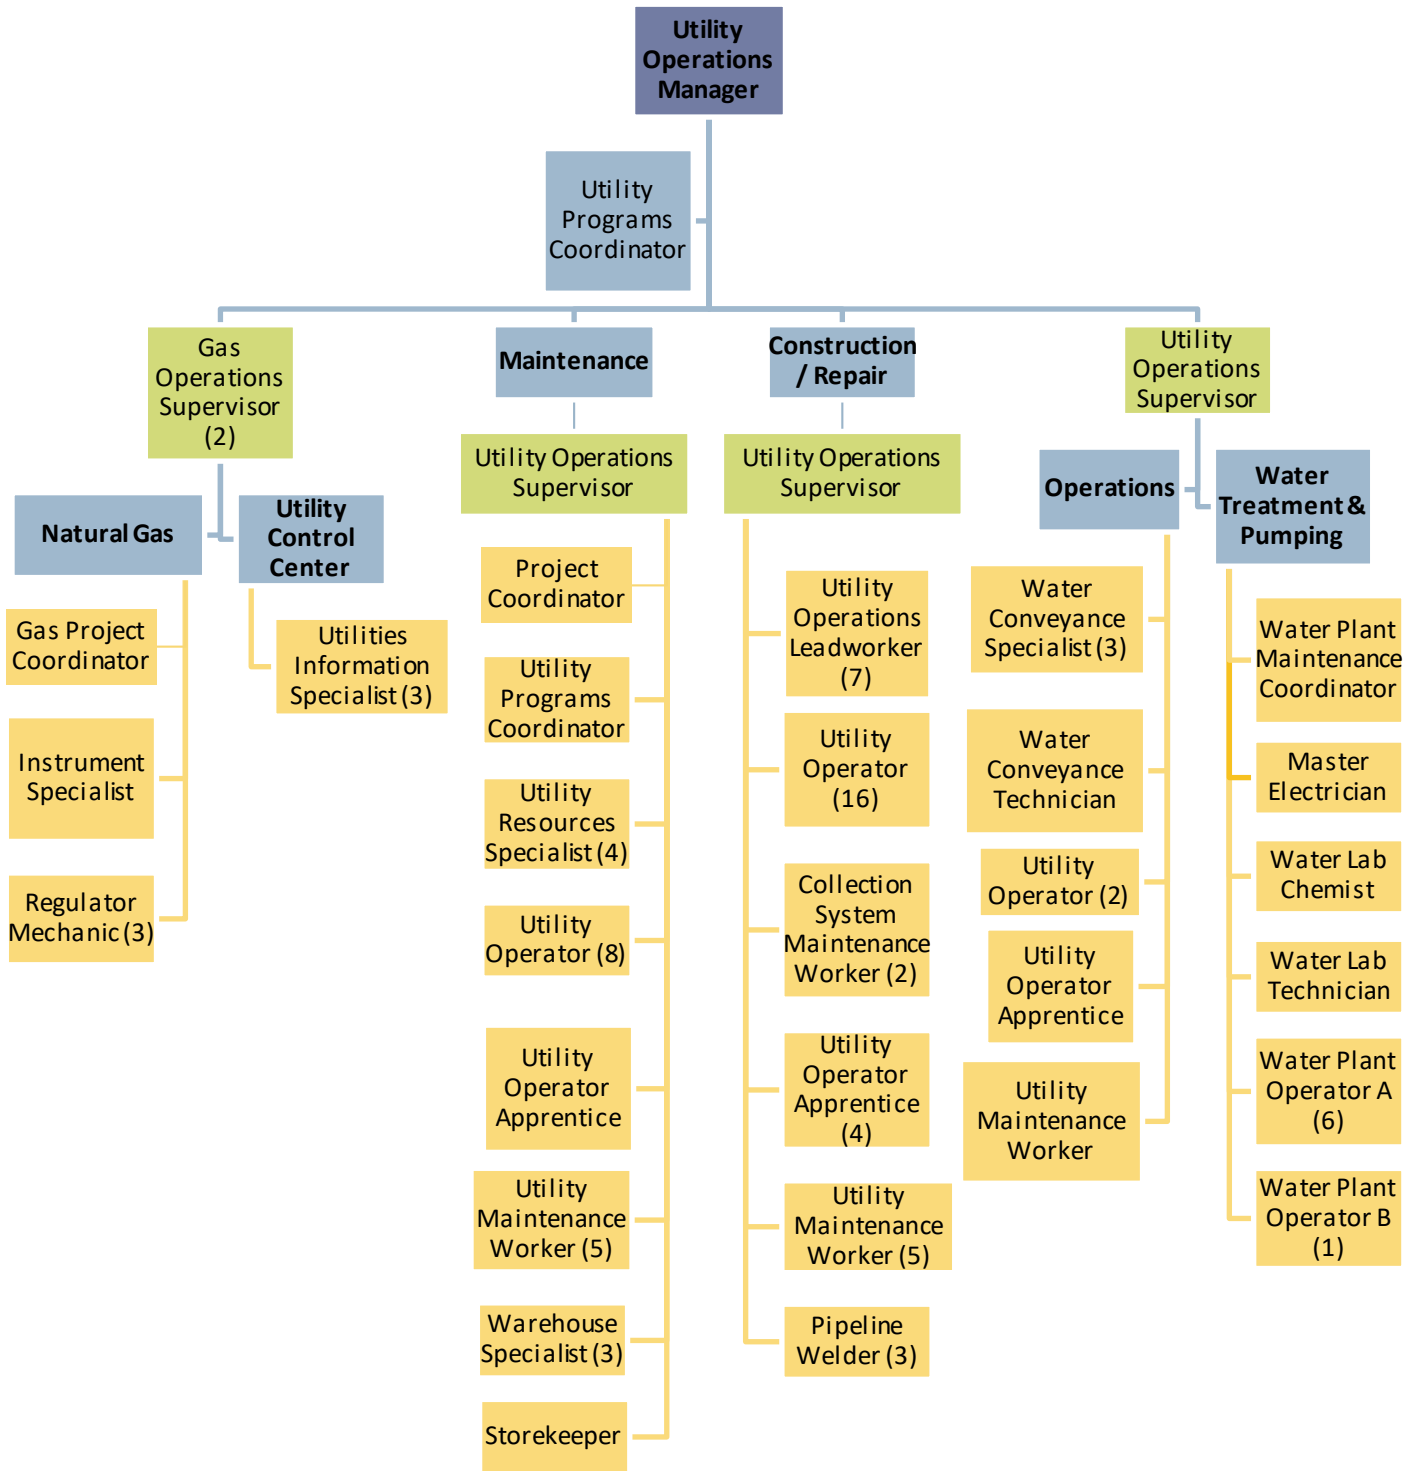 Utility
Operations
Manager
Utility
Programs
Coordinator
Gas
Operations
Supervisor
(2)
Natural Gas
Gas Project
Coordinator
Instrument
Specialist
Regulator
Mechanic (3)
Utility
Control
Center
Utilities
Information
Specialist (3)
Maintenance
Utility Operations
Supervisor
Project
Coordinator
Utility
Programs
Coordinator
Utility
Resources
Specialist (4)
Utility
Operator (8)
Utility
Operator
Apprentice
Utility
Maintenance
Worker (5)
Warehouse
Specialist (3)
Storekeeper
Construction
/ Repair
Utility Operations
Supervisor
Utility
Operations
Leadworker
(7)
Utility
Operator
(16)
Collection
System
Maintenance
Worker (2)
Utility
Operator
Apprentice
(4)
Utility
Maintenance
Worker (5)
Pipeline
Welder (3)
Utility
Operations
Supervisor
Operations
Water
Conveyance
Specialist (3)
Water
Conveyance
Technician
Utility
Operator (2)
Utility
Operator
Apprentice
Utility
Maintenance
Worker
Water
Treatment &
Pumping
Water Plant
Maintenance
Coordinator
Master
Electrician
Water Lab
Chemist
Water Lab
Technician
Water Plant
Operator A
(6)
Water Plant
Operator B
(1)